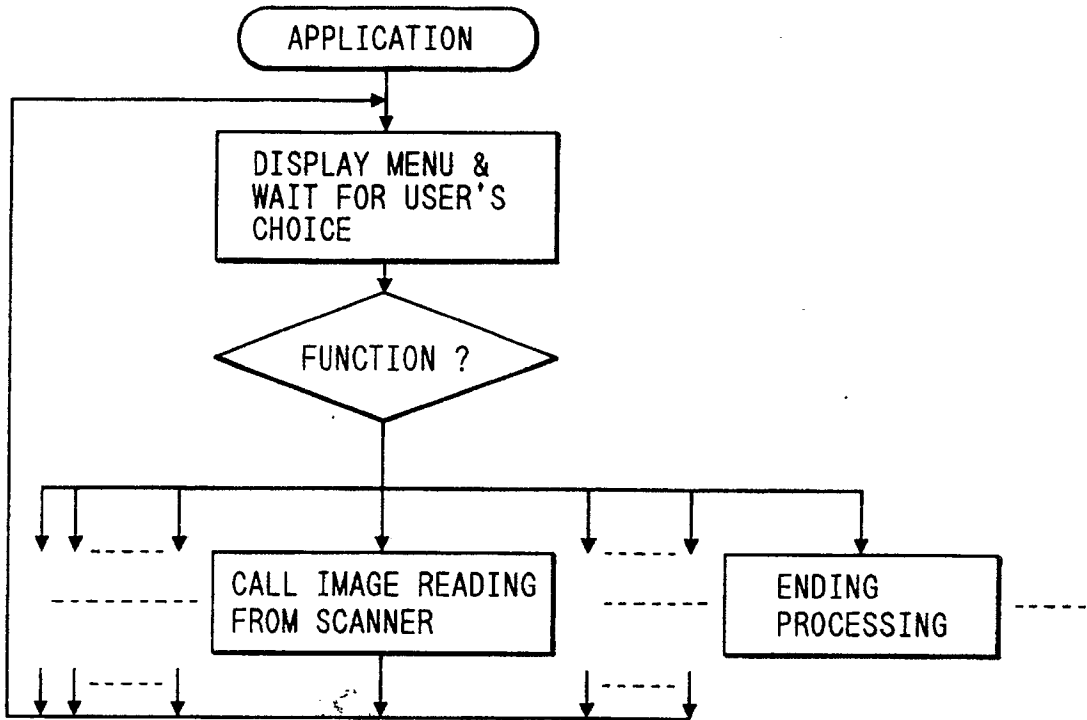 APPLICATION
DISPLAY MENU &
WAIT FOR USER'S
CHOICE
FUNCTION ?
CALL IMAGE READING
FROM SCANNER
ENDING
PROCESSING